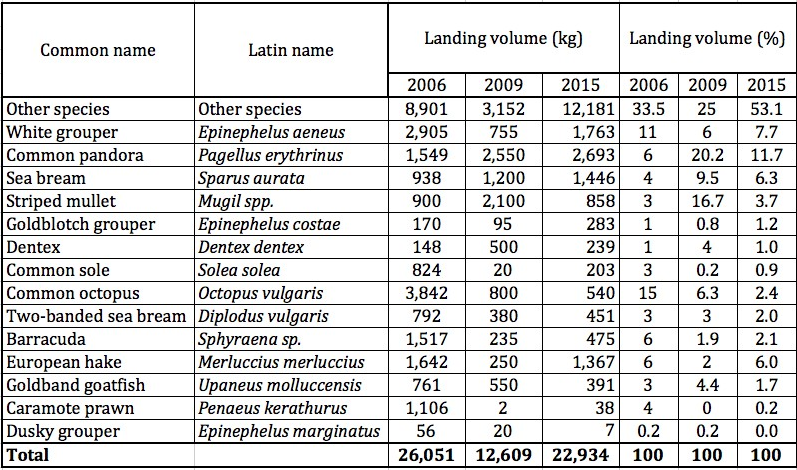 Common name Latin name Landing volume (kg) Landing volume (%)
2006 2009 2015 2006 2009 2015
Other species Other species 8,901 3,152 12,181 33.5 25 53.1
White grouper Epinephelus aeneus 2,905 755 1,763 11 6 7.7
Common pandora Pagellus erythrinus 1,549 2,550 2,693 6 20.2 11.7
Sea bream Sparus aurata 938 1,200 1,446 4 9.5 6.3
Striped mullet Mugil spp. 900 2,100 858 3 16.7 3.7
Goldblotch grouper Epinephelus costae 170 95 283 1 0.8 1.2
Dentex Dentex dentex 148 500 239 1 4 1.0
Common sole Solea solea 824 20 203 3 0.2 0.9
Common octopus Octopus vulgaris 3,842 800 540 15 6.3 2.4
Two-banded sea bream Diplodus vulgaris 792 380 451 3 3 2.0
Barracuda Sphyraena sp. 1,517 235 475 6 1.9 2.1
European hake Merluccius merluccius 1,642 250 1,367 6 2 6.0
Goldband goatfish Upaneus molluccensis 761 550 391 3 4.4 1.7
Caramote prawn Penaeus kerathurus 1,106 2 38 4 0 0.2
Dusky grouper Epinephelus marginatus 56 20 7 0.2 0.2 0.0
Total 26,051 12,609 22,934 100 100 100